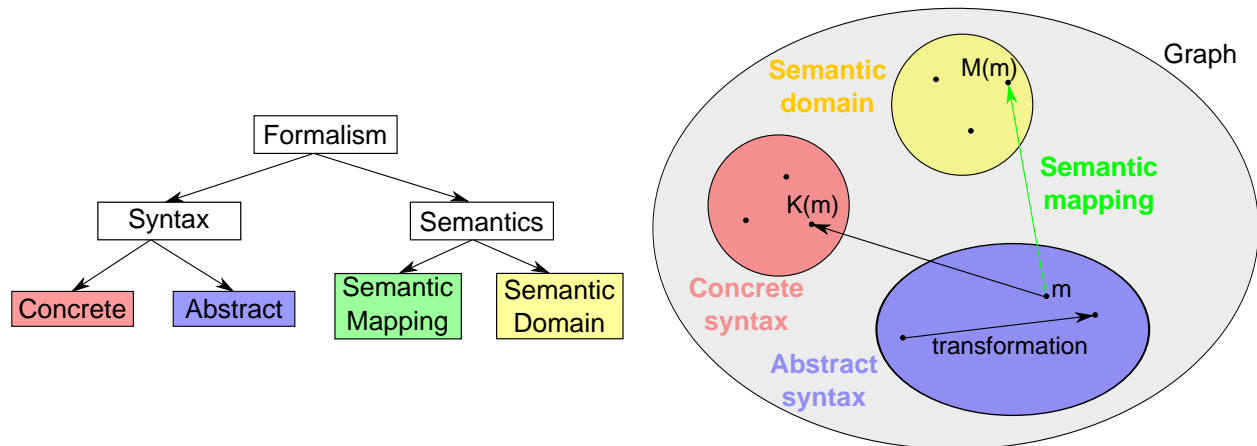 Formalism
Syntax
Semantics
Concrete
Abstract
Semantic
Mapping
Semantic
Domain
Graph
Semantic
domain
M(m)
Semantic
mapping
K(m)
Concrete
syntax
m
transformation
Abstract
syntax